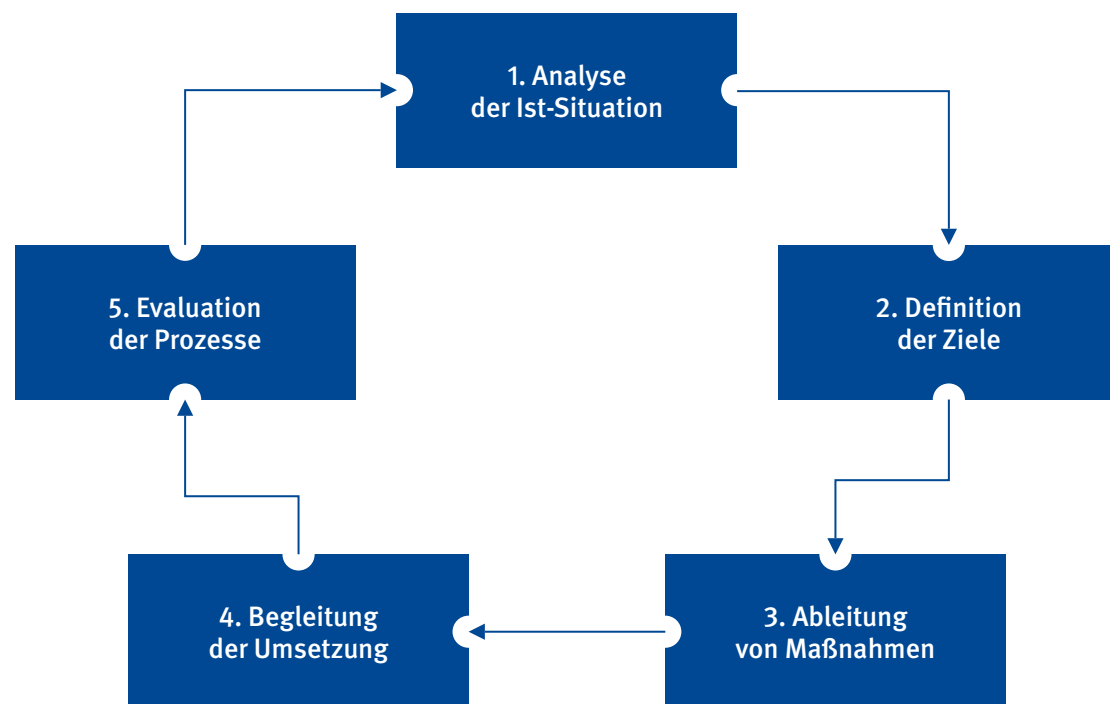 1. Analyse
der Ist-Situation
2. Definition
der Ziele
3. Ableitung
von Maßnahmen
4. Begleitung
der Umsetzung
5. Evaluation
der Prozesse